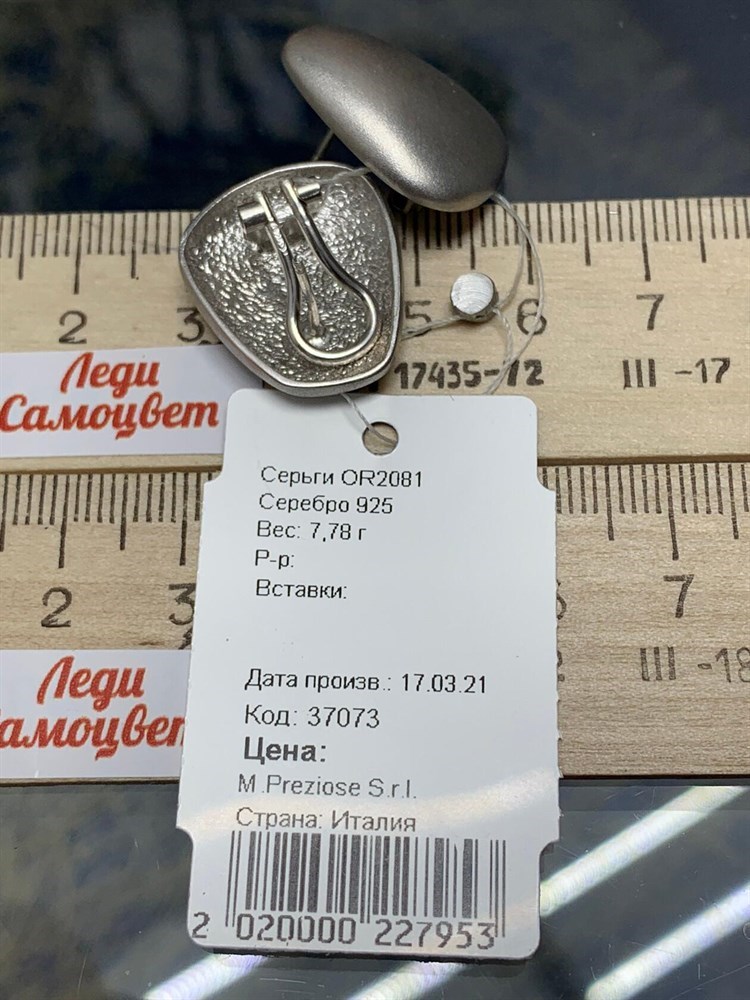 2 3 5 6 7
Леди
Самоцвет
17435-72 III -17
Серьги OR2081
Серебро 925
Вес: 7,78 г
Р-р:
Вставки:
2 3 7
III -18
Леди
амоцвет
Дата произв.: 17.03.21
Код: 37073
Цена:
M.Preziose S.r.l.
Страна: Италия
2 020000 227953